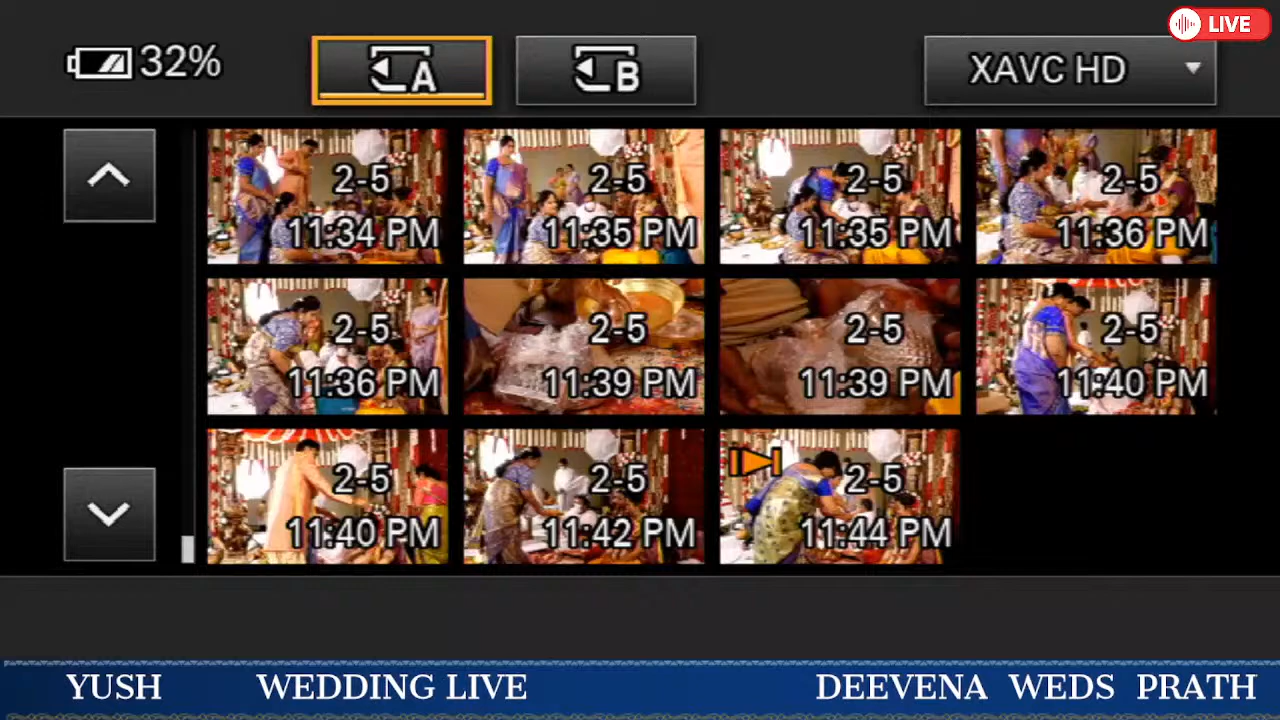 LIVE
32%
A
B
XAVC HD
2-5
11:34 PM
2-5
11:35 PM
2-5
11:35 PM
2-5
11:36 PM
2-5
11:36 PM
2-5
11:39 PM
2-5
11:39 PM
2-5
11:40 PM
2-5
11:40 PM
2-5
11:42 PM
2-5
11:44 PM
YUSH WEDDING LIVE DEEVENA WEDS PRATH